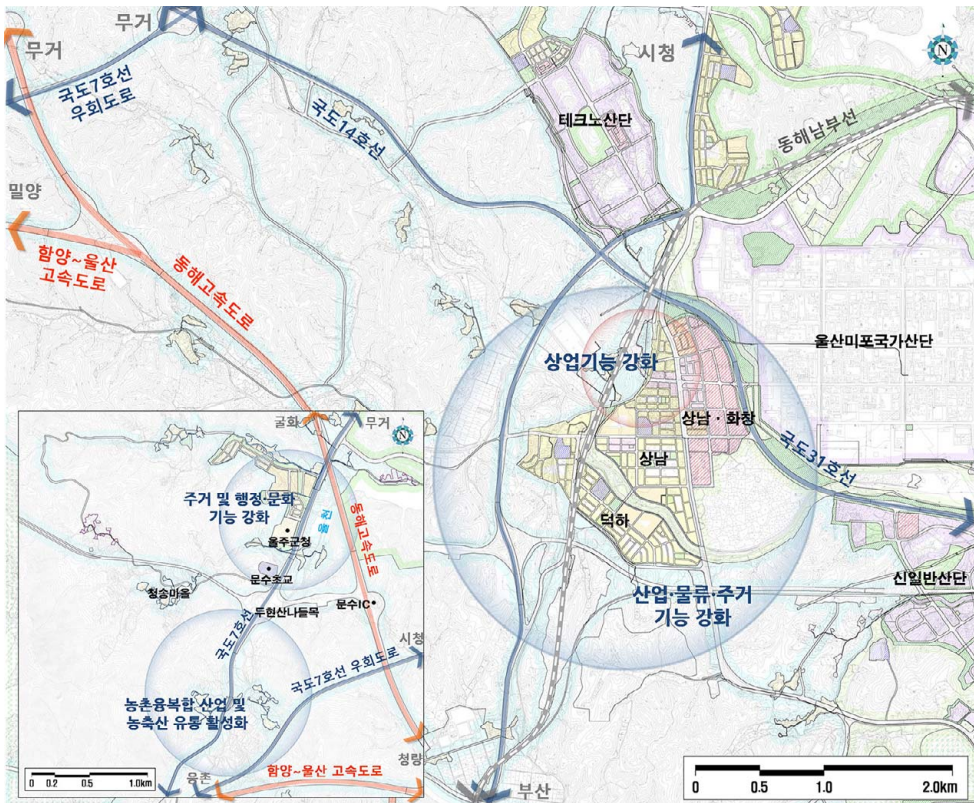 무거
무거
시청
N
국도7호선
우회도로
국도14호선
테크노산단
동해남부선
밀양
함양~울산
고속도로
동해고속도로
울산미포국가산단
상업기능 강화
상남·화창
상남
국도31호선
덕하
신일반산단
산업·물류·주거
기능 강화
부산
0 0.5 1.0 2.0km
굴화
무거
N
주거 및 행정·문화
기능 강화
울천
동해고속도로
울주군청
문수초교
청송마을
두현산나들목
문수IC
국도7호선
시청
국도7호선 우회도로
농촌융복합 산업 및
농축산 유통 활성화
청량
웅촌
함양~울산 고속도로
0 0.2 0.5 1.0km